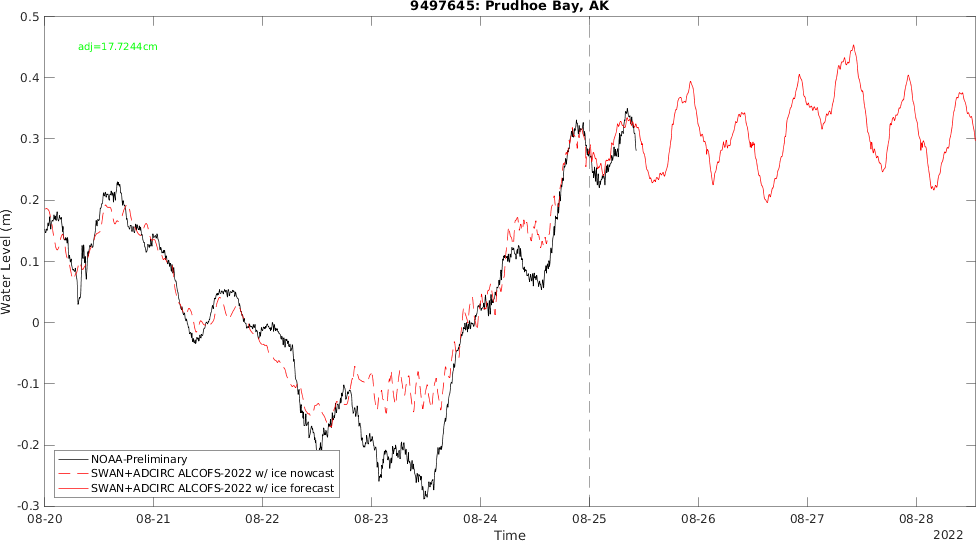 9497645: Prudhoe Bay, AK
adj=17.7244cm
0.5
0.4
0.3
0.2
0.1
0
-0.1
-0.2
-0.3
Water Level (m)
NOAA-Preliminary
SWAN+ADCIRC ALCOFS-2022 w/ ice nowcast
SWAN+ADCIRC ALCOFS-2022 w/ ice forecast
08-20 08-21 08-22 08-23 08-24 08-25 08-26 08-27 08-28
Time
2022